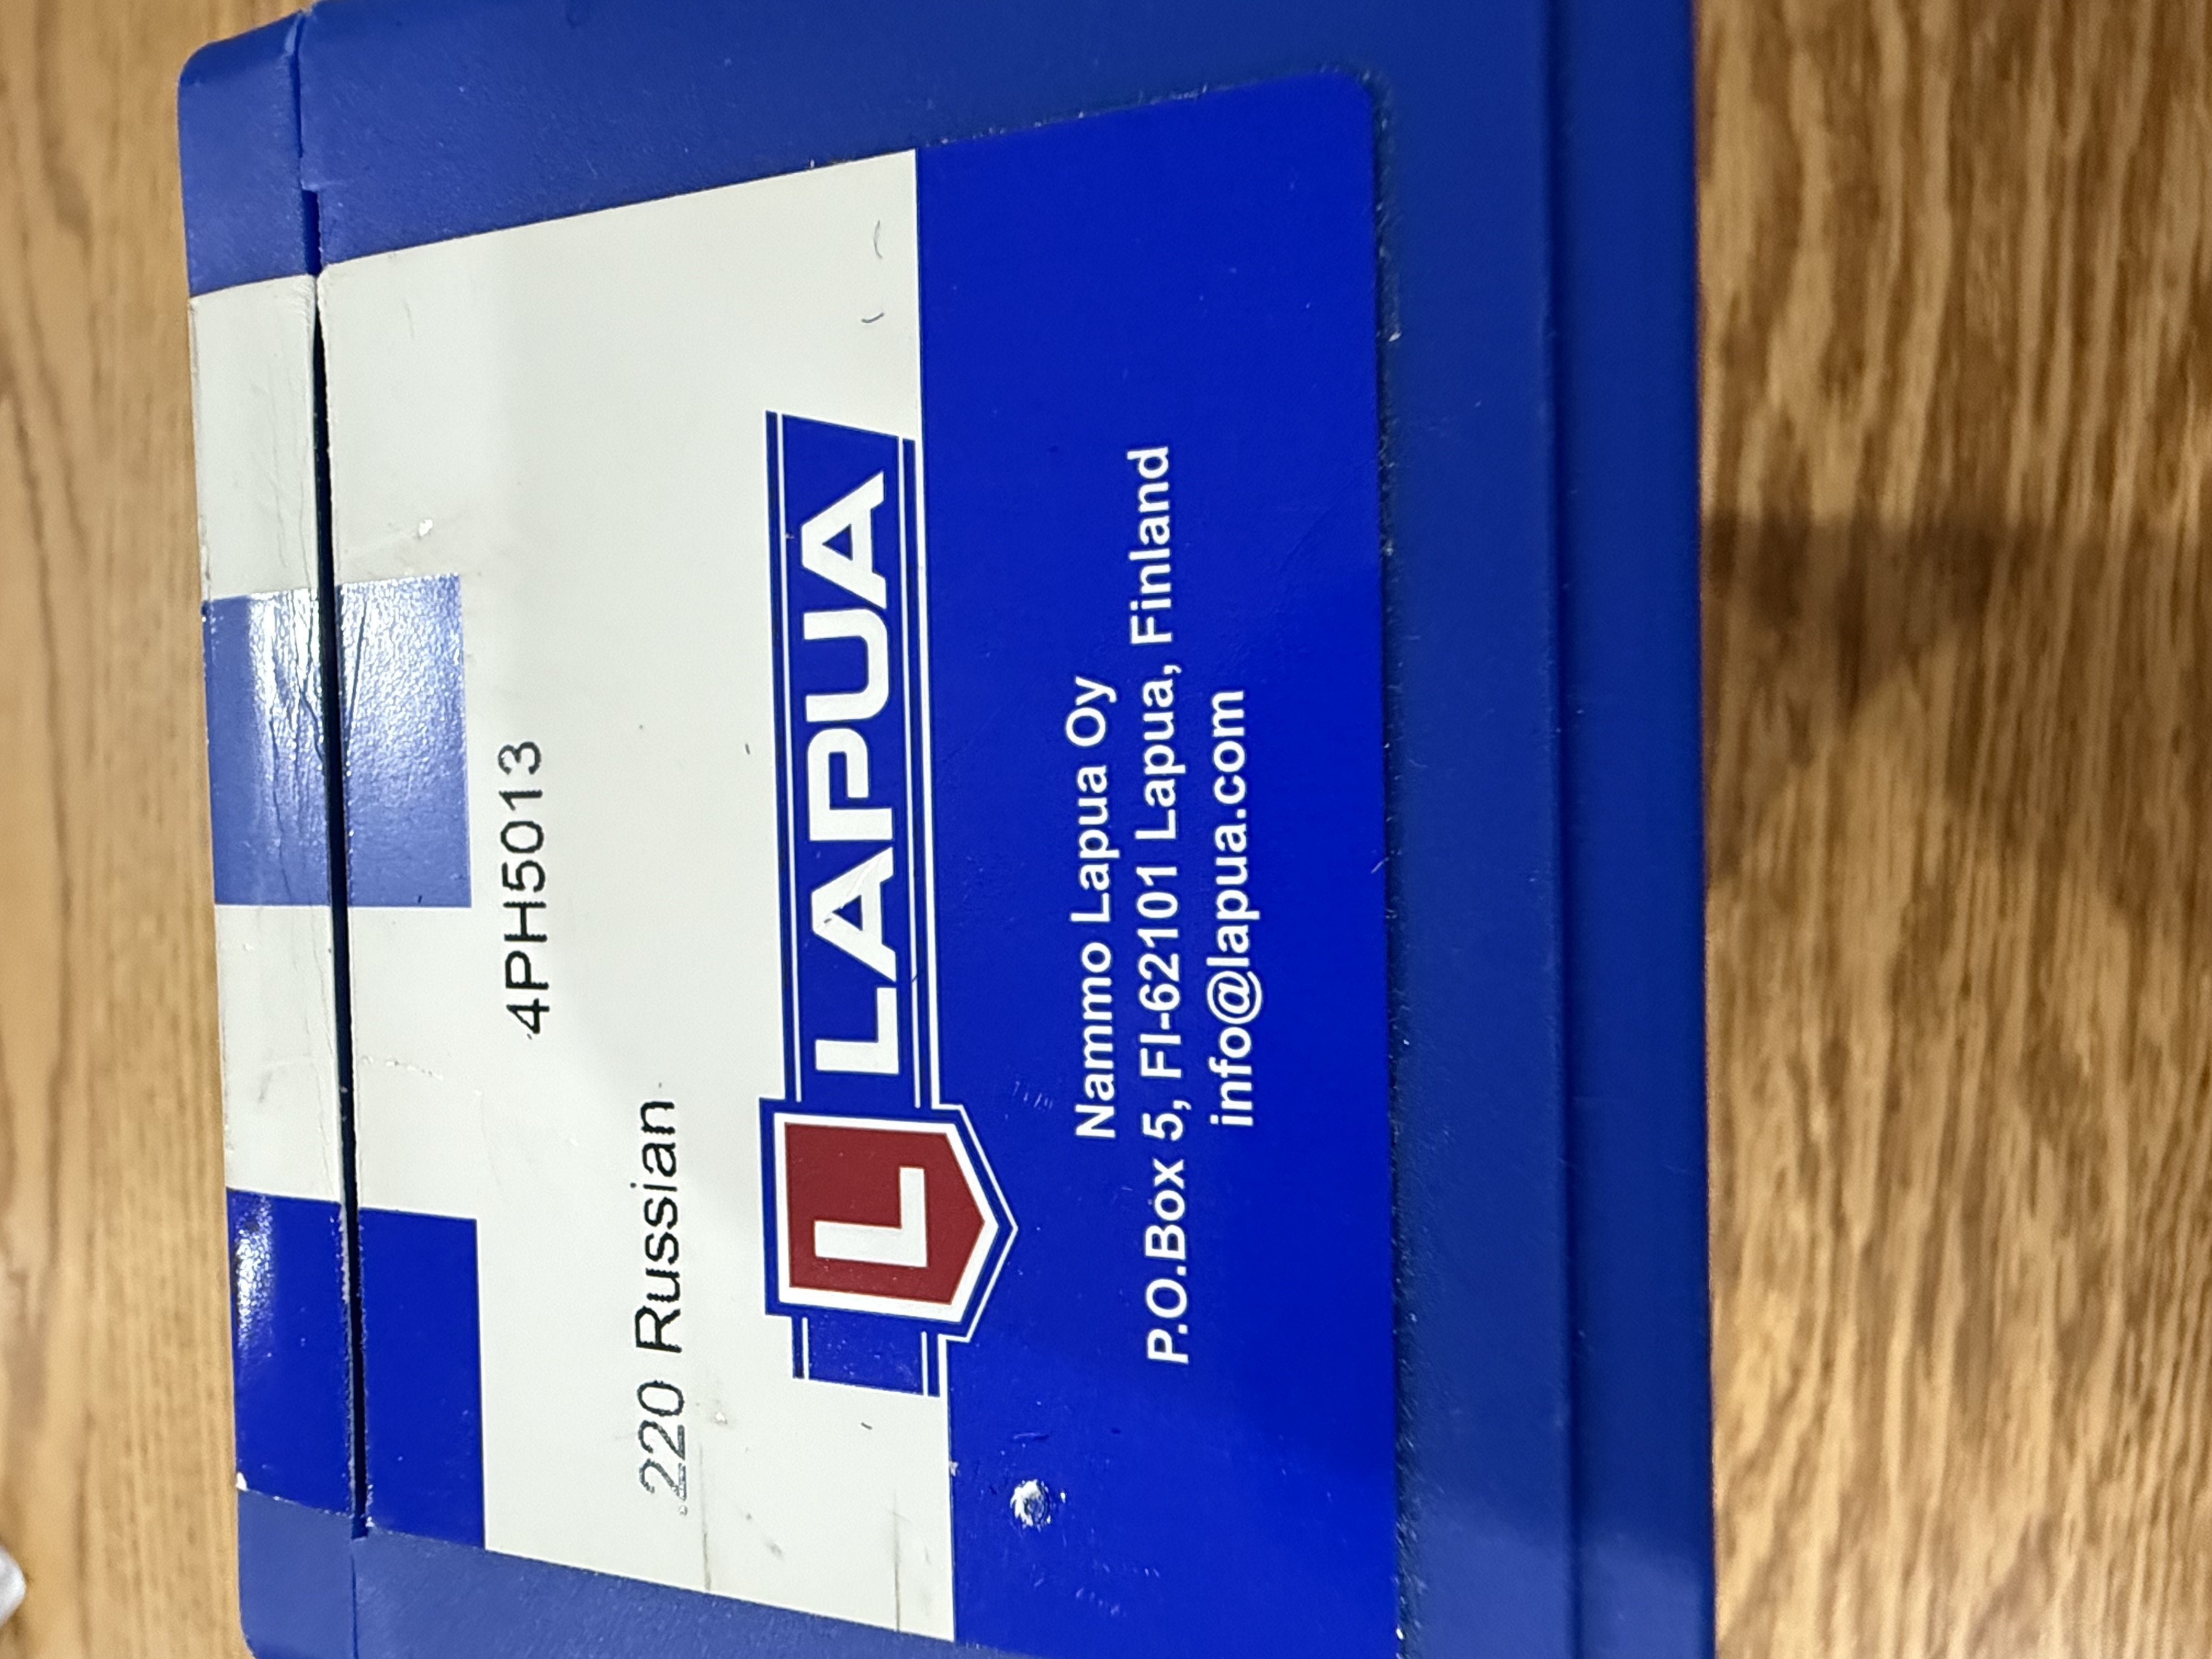 4PH5013
.220 Russian
L LAPUA
Nammo Lapua Oy
P.O.Box 5, FI-62101 Lapua, Finland
info@lapua.com